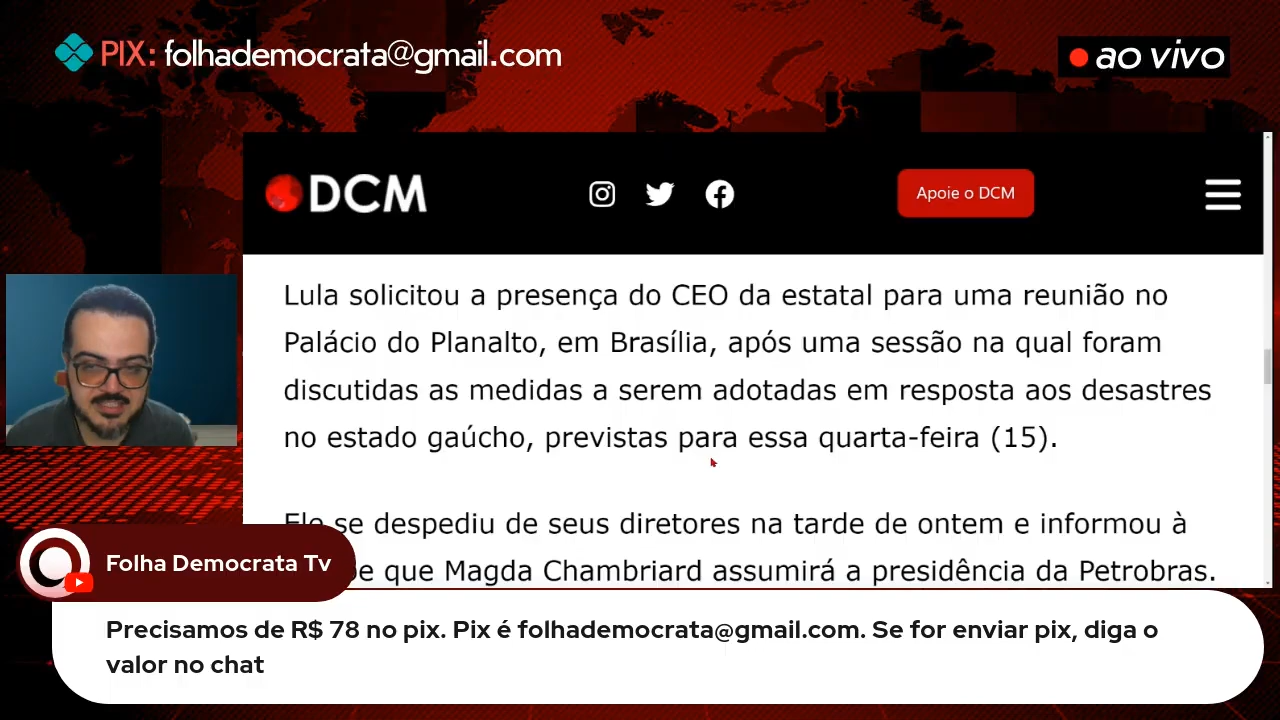 PIX: folhademocrata@gmail.com
ao vivo
DCM
Apoie o DCM
Lula solicitou a presença do CEO da estatal para uma reunião no
Palácio do Planalto, em Brasília, após uma sessão na qual foram
discutidas as medidas a serem adotadas em resposta aos desastres
no estado gaúcho, previstas para essa quarta-feira (15).
Ele se despediu de seus diretores na tarde de ontem e informou à
que Magda Chambriard assumirá a presidência da Petrobras.
Folha Democrata Tv
Precisamos de R$ 78 no pix. Pix é folhademocrata@gmail.com. Se for enviar pix, diga o
valor no chat